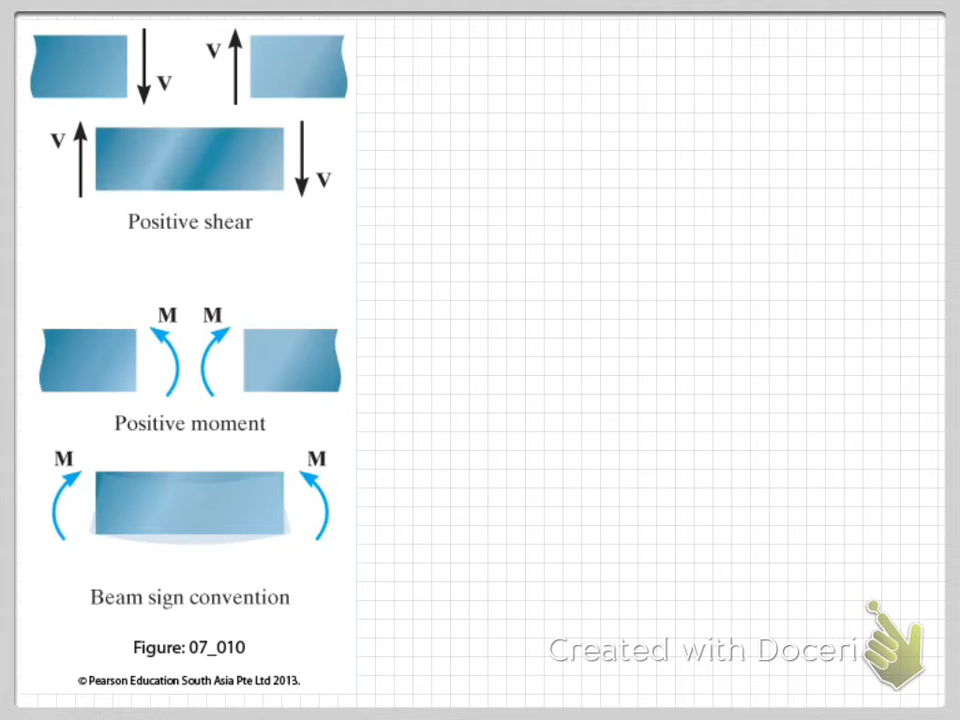 V
V
V
V
Positive shear
M M
Positive moment
M M
Beam sign convention
Figure: 07_010
© Pearson Education South Asia Pte Ltd 2013.
Created with Doceri